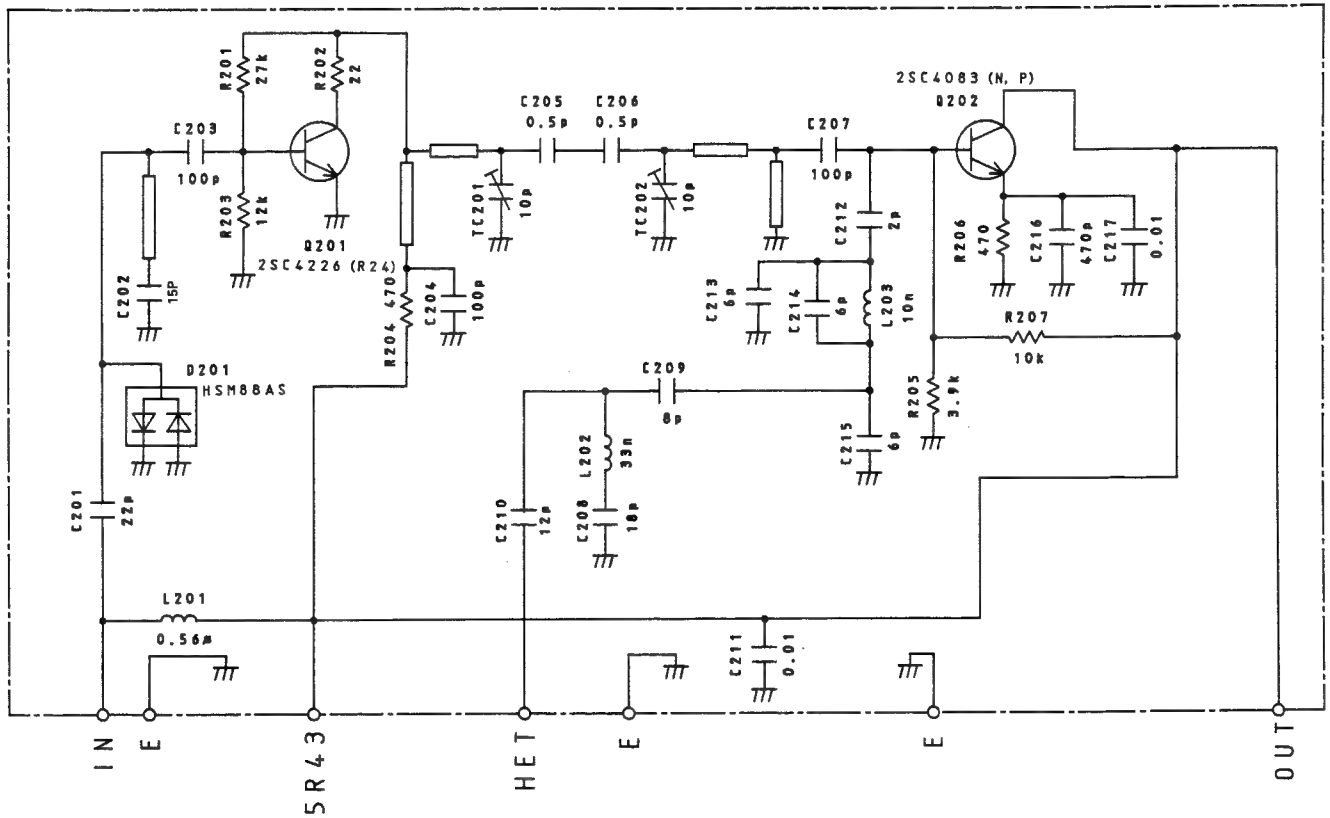 R201
27k
R202
22
C203
100p
R203
12k
Q201
2SC4226 (R24)
C202
15P
D201
HSM88AS
C201
22p
L201
0.56µ
R204 470
C204
100p
TC201
10p
C205
0.5p
C206
0.5p
TC202
10p
C207
100p
C212
2p
C213
6p
C214
6p
L203
10n
C209
8p
L202
33n
C210
12p
C208
18p
C215
6p
C211
0.01
2SC4083 (N, P)
Q202
R206
470
C216
470p
C217
0.01
R207
10k
R205
3.9k
IN
E
5R43
HET
E
E
OUT